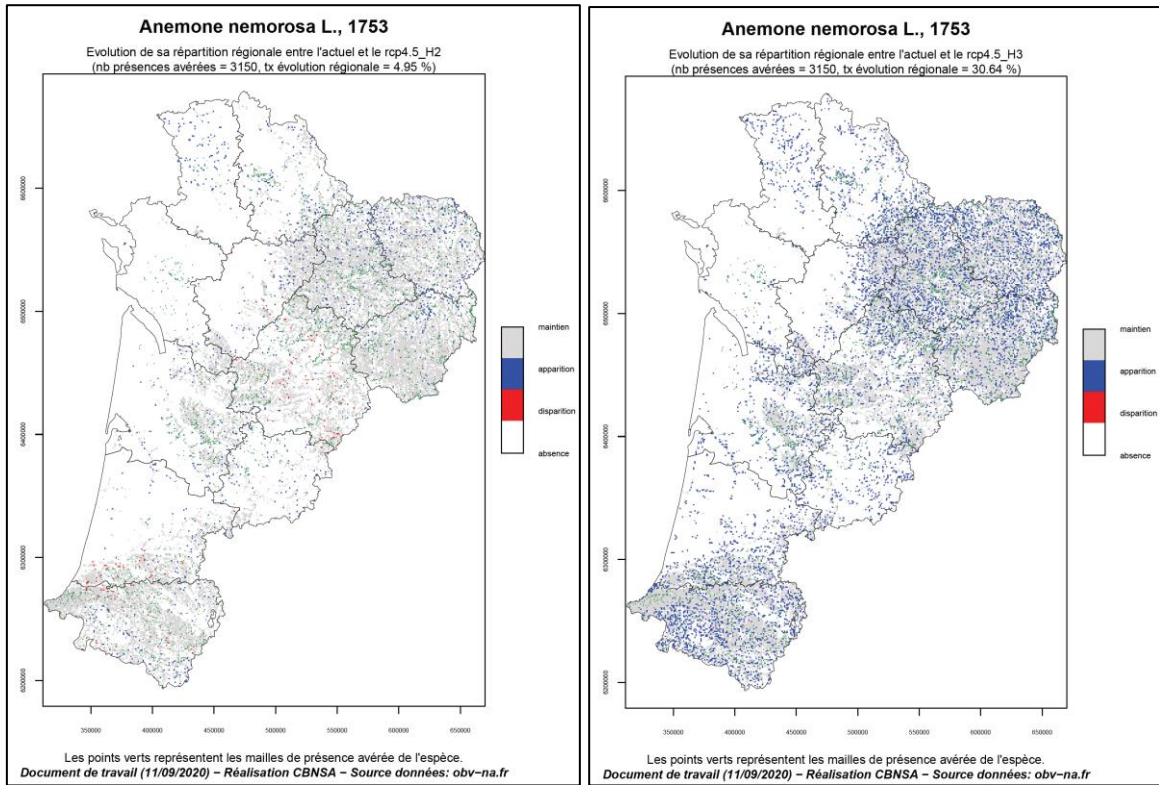 Anemone nemorosa L., 1753
Evolution de sa répartition régionale entre l'actuel et le rcp4.5_H2
(nb présences avérées = 3150, tx évolution régionale = 4.95 %)
6600000
6500000
6400000
6300000
6200000
maintien
apparition
disparition
absence
350000 400000 450000 500000 550000 600000 650000
Les points verts représentent les mailles de présence avérée de l'espèce.
Document de travail (11/09/2020) − Réalisation CBNSA − Source données: obv−na.fr
Anemone nemorosa L., 1753
Evolution de sa répartition régionale entre l'actuel et le rcp4.5_H3
(nb présences avérées = 3150, tx évolution régionale = 30.64 %)
6600000
6500000
6400000
6300000
6200000
maintien
apparition
disparition
absence
350000 400000 450000 500000 550000 600000 650000
Les points verts représentent les mailles de présence avérée de l'espèce.
Document de travail (11/09/2020) − Réalisation CBNSA − Source données: obv−na.fr